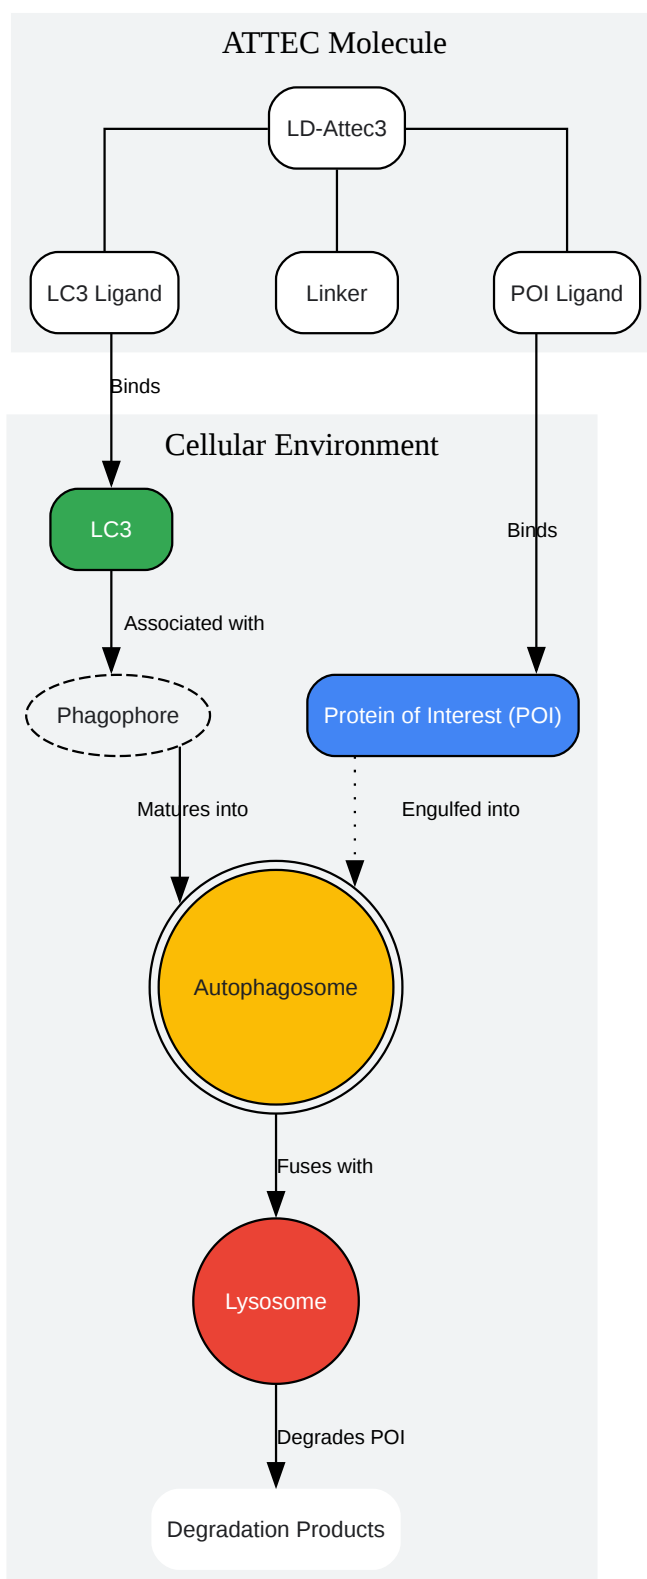 ATTEC Molecule
LD-Attec3
LC3 Ligand
Linker
POI Ligand
Binds
Cellular Environment
LC3
Binds
Associated with
Phagophore
Protein of Interest (POI)
Matures into
Engulfed into
Autophagosome
Fuses with
Lysosome
Degrades POI
Degradation Products